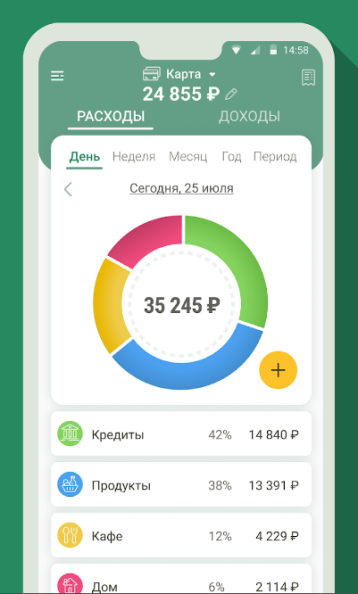 14:58
Карта
24 855 ₽
РАСХОДЫ ДОХОДЫ
День Неделя Месяц Год Период
Сегодня, 25 июля
35 245 ₽
+
Кредиты 42% 14 840 ₽
Продукты 38% 13 391 ₽
Кафе 12% 4 229 ₽
Дом 6% 2 114 ₽